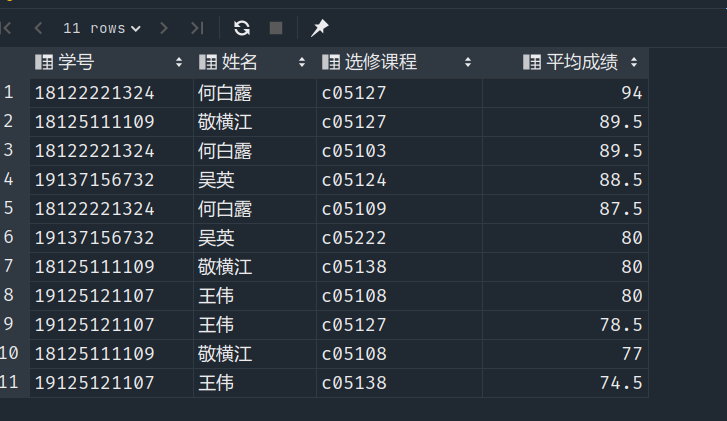 11 rows
学号 姓名 选修课程 平均成绩
1 18122221324 何白露 c05127 94
2 18125111109 敬横江 c05127 89.5
3 18122221324 何白露 c05103 89.5
4 19137156732 吴英 c05124 88.5
5 18122221324 何白露 c05109 87.5
6 19137156732 吴英 c05222 80
7 18125111109 敬横江 c05138 80
8 19125121107 王伟 c05108 80
9 19125121107 王伟 c05127 78.5
10 18125111109 敬横江 c05108 77
11 19125121107 王伟 c05138 74.5